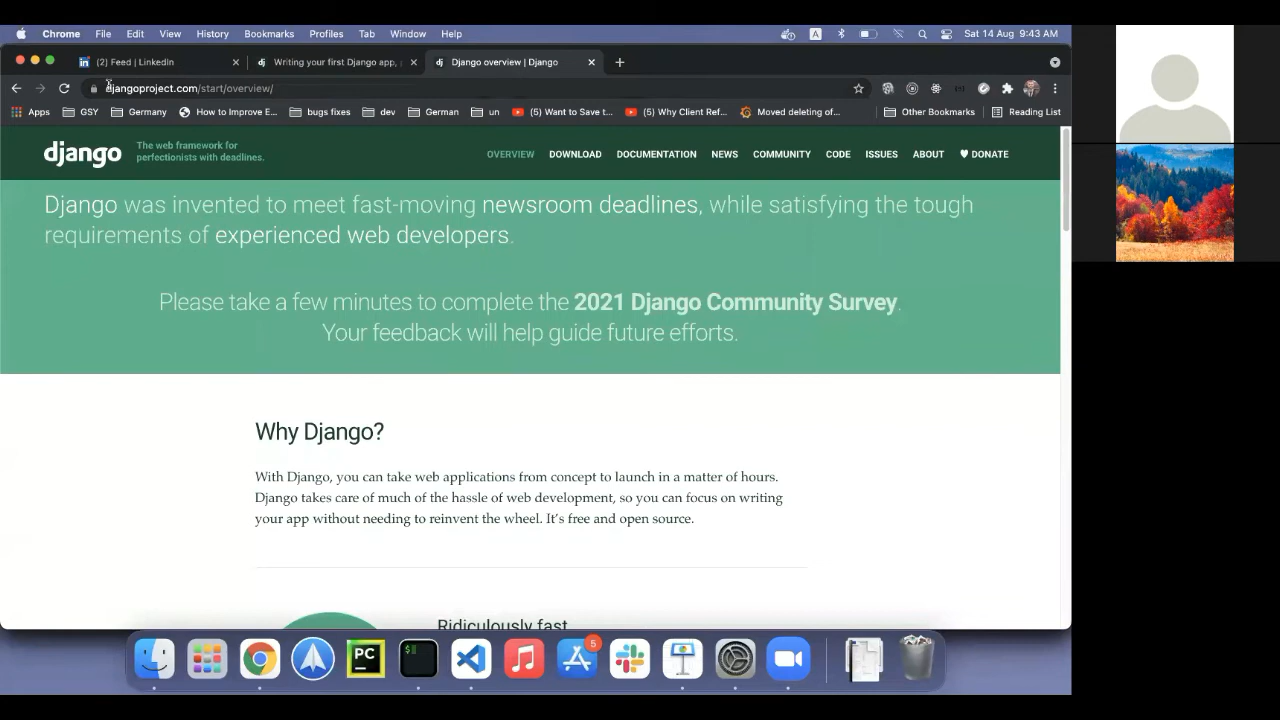 Chrome File Edit View History Bookmarks Profiles Tab Window Help A Sat 14 Aug 9:43 AM
(2) Feed | LinkedIn Writing your first Django app, Django overview | Django
djangoproject.com/start/overview/
Apps GSY Germany How to Improve E... bugs fixes dev German un (5) Want to Save t... (5) Why Client Ref... Moved deleting of... Other Bookmarks Reading List
django The web framework for
perfectionists with deadlines.
OVERVIEW DOWNLOAD DOCUMENTATION NEWS COMMUNITY CODE ISSUES ABOUT DONATE
Django was invented to meet fast-moving newsroom deadlines, while satisfying the tough
requirements of experienced web developers.
Please take a few minutes to complete the 2021 Django Community Survey.
Your feedback will help guide future efforts.
Why Django?
With Django, you can take web applications from concept to launch in a matter of hours.
Django takes care of much of the hassle of web development, so you can focus on writing
your app without needing to reinvent the wheel. It's free and open source.
Ridiculously fast.
PC $ 5